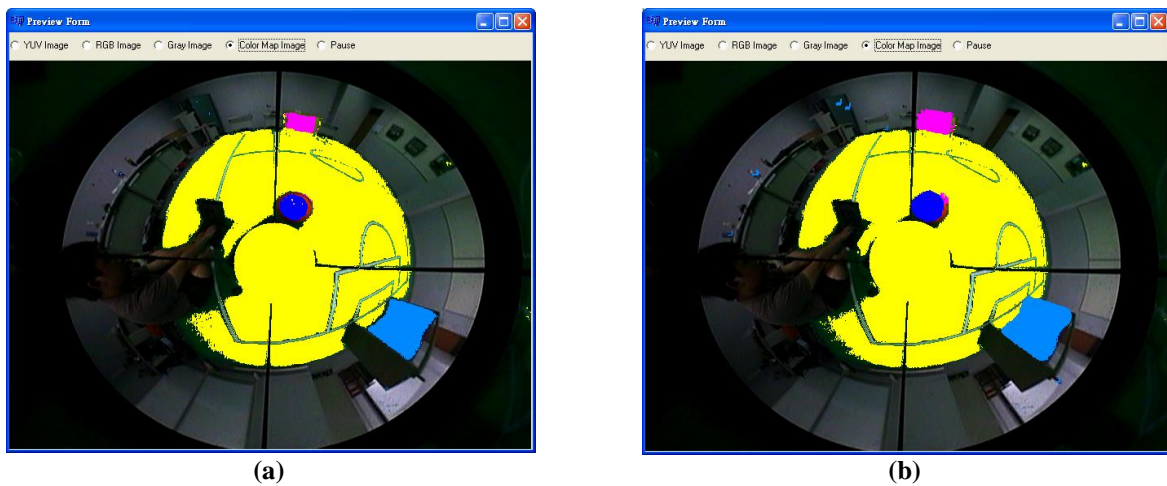 Preview Form
YUV Image RGB Image Gray Image Color Map Image Pause
(a)
Preview Form
YUV Image RGB Image Gray Image Color Map Image Pause
(b)